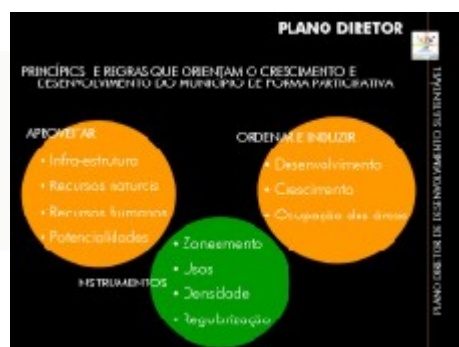 PLANO DIRETOR
PRINCÍPIOS E REGRAS QUE ORIENTAM O CRESCIMENTO E
DESENVOLVIMENTO DO MUNICÍPIO DE FORMA PARTICIPATIVA
APROVEITAR
• Infra-estrutura
• Recursos naturais
• Recursos humanos
• Potencialidades
ORDENAR E INDUZIR
• Desenvolvimento
• Crescimento
• Ocupação das áreas
INSTRUMENTOS
• Zoneamento
• Usos
• Densidade
• Regularização
PLANO DIRETOR DE DESENVOLVIMENTO SUSTENTÁVEL